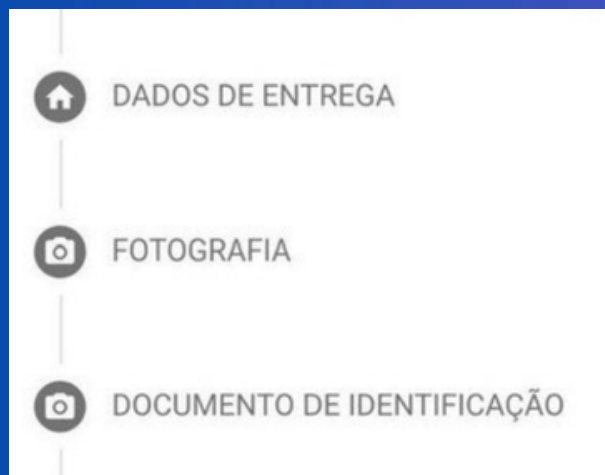 DADOS DE ENTREGA
FOTOGRAFIA
DOCUMENTO DE IDENTIFICAÇÃO